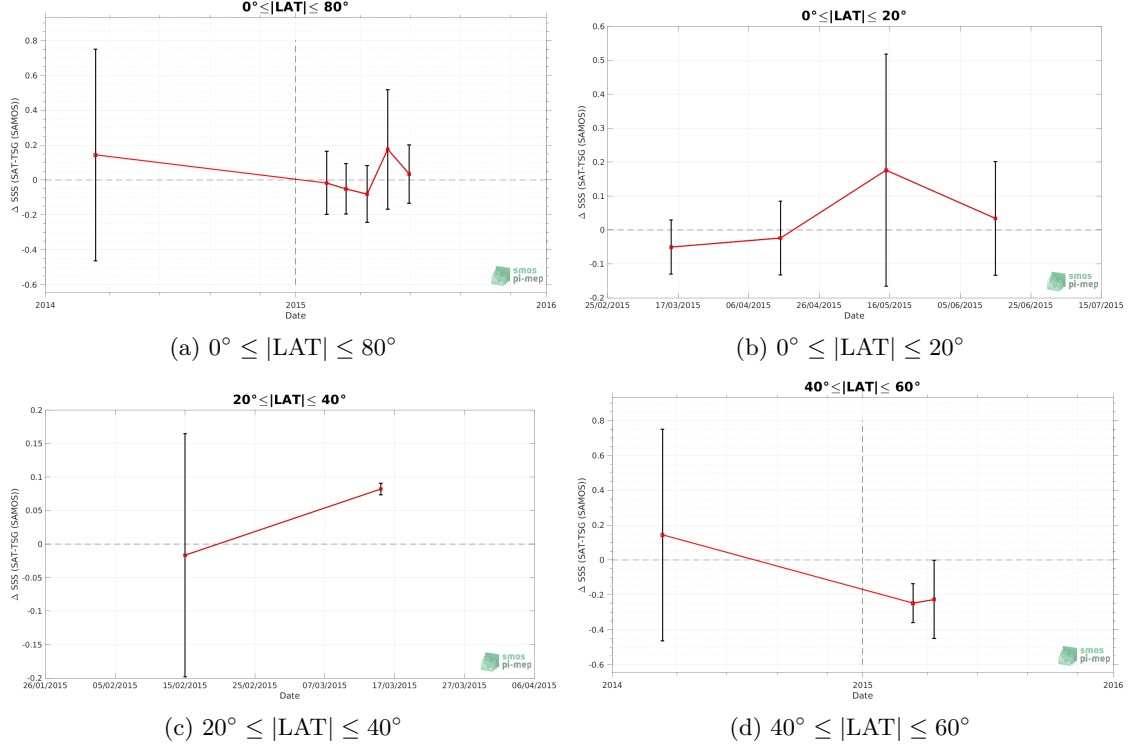 0°≤|LAT|≤ 80°
Δ SSS (SAT-TSG (SAMOS))
0.8
0.6
0.4
0.2
0
-0.2
-0.4
-0.6
2014
2015
2016
Date
smos
pi-mep
(a) 0° ≤ |LAT| ≤ 80°
0°≤|LAT|≤ 20°
Δ SSS (SAT-TSG (SAMOS))
0.6
0.5
0.4
0.3
0.2
0.1
0
-0.1
-0.2
25/02/2015
17/03/2015
06/04/2015
26/04/2015
16/05/2015
05/06/2015
25/06/2015
15/07/2015
Date
smos
pi-mep
(b) 0° ≤ |LAT| ≤ 20°
20°≤|LAT|≤ 40°
Δ SSS (SAT-TSG (SAMOS))
0.2
0.15
0.1
0.05
0
-0.05
-0.1
-0.15
-0.2
26/01/2015
05/02/2015
15/02/2015
25/02/2015
07/03/2015
17/03/2015
27/03/2015
06/04/2015
Date
smos
pi-mep
(c) 20° ≤ |LAT| ≤ 40°
40°≤|LAT|≤ 60°
Δ SSS (SAT-TSG (SAMOS))
0.8
0.6
0.4
0.2
0
-0.2
-0.4
-0.6
2014
2015
2016
Date
smos
pi-mep
(d) 40° ≤ |LAT| ≤ 60°